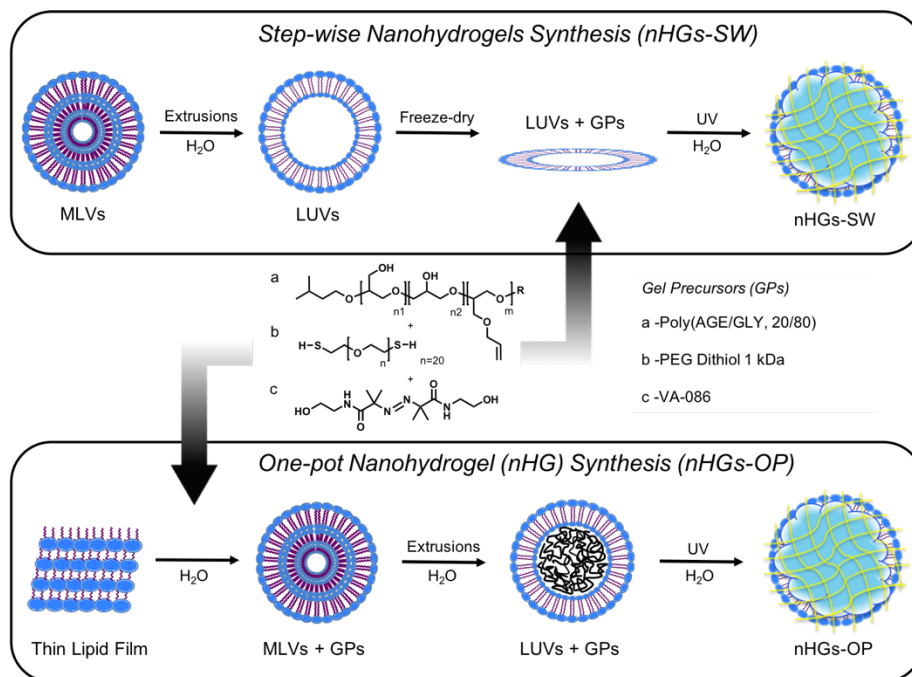 Step-wise Nanohydrogels Synthesis (nHGs-SW)
Extrusions
H₂O
Freeze-dry
LUVs + GPs
UV
H₂O
MLVs
LUVs
nHGs-SW
a
OH
OH
O
O
O
R
n1
n2
m
O
+
b
H-S
O
S-H
n
n=20
+
c
HO
H
N
O
N=N
O
N
H
OH
Gel Precursors (GPs)
a -Poly(AGE/GLY, 20/80)
b -PEG Dithiol 1 kDa
c -VA-086
One-pot Nanohydrogel (nHG) Synthesis (nHGs-OP)
H₂O
Extrusions
H₂O
UV
H₂O
Thin Lipid Film
MLVs + GPs
LUVs + GPs
nHGs-OP